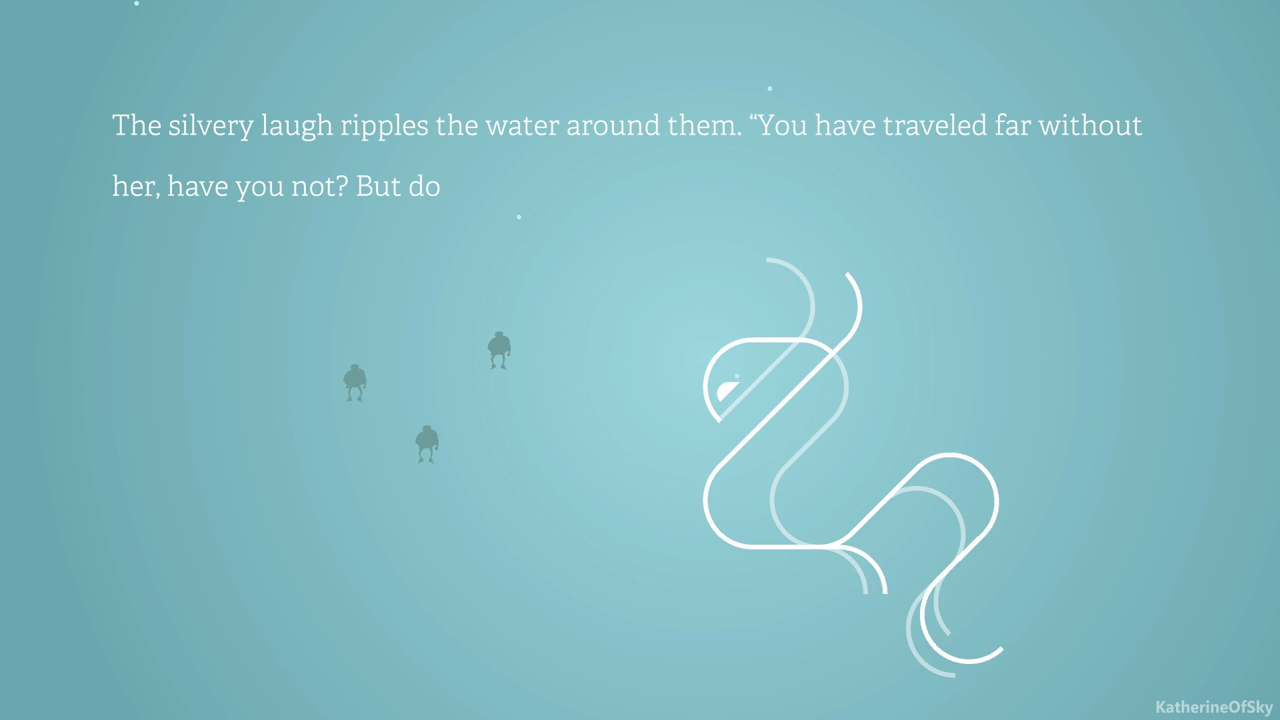 The silvery laugh ripples the water around them. “You have traveled far without
her, have you not? But do
KatherineOfSky